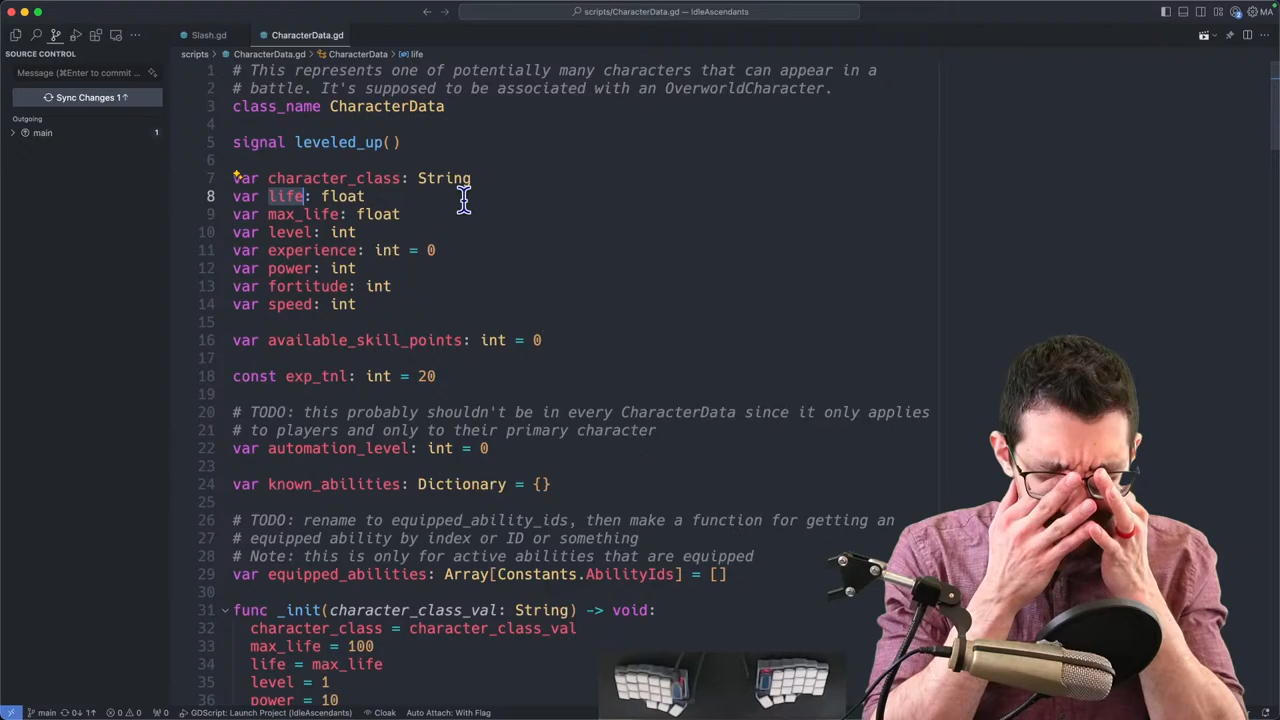 scripts/CharacterData.gd — IdleAscendants
MA
SOURCE CONTROL
Message (⌘Enter to commit ...
Sync Changes 1↑
Outgoing
main
1
Slash.gd
CharacterData.gd
scripts > CharacterData.gd > CharacterData > life
1 # This represents one of potentially many characters that can appear in a
2 # battle. It's supposed to be associated with an OverworldCharacter.
3 class_name CharacterData
4
5 signal leveled_up()
6
7 var character_class: String
8 var life: float
9 var max_life: float
10 var level: int
11 var experience: int = 0
12 var power: int
13 var fortitude: int
14 var speed: int
15
16 var available_skill_points: int = 0
17
18 const exp_tnl: int = 20
19
20 # TODO: this probably shouldn't be in every CharacterData since it only applies
21 # to players and only to their primary character
22 var automation_level: int = 0
23
24 var known_abilities: Dictionary = {}
25
26 # TODO: rename to equipped_ability_ids, then make a function for getting an
27 # equipped ability by index or ID or something
28 # Note: this is only for active abilities that are equipped
29 var equipped_abilities: Array[Constants.AbilityIds] = []
30
31 func _init(character_class_val: String) -> void:
32 character_class = character_class_val
33 max_life = 100
34 life = max_life
35 level = 1
36 power = 10
main 0↓ 1↑ 0 0 0 GDScript: Launch Project (IdleAscendants) Cloak Auto Attach: With Flag